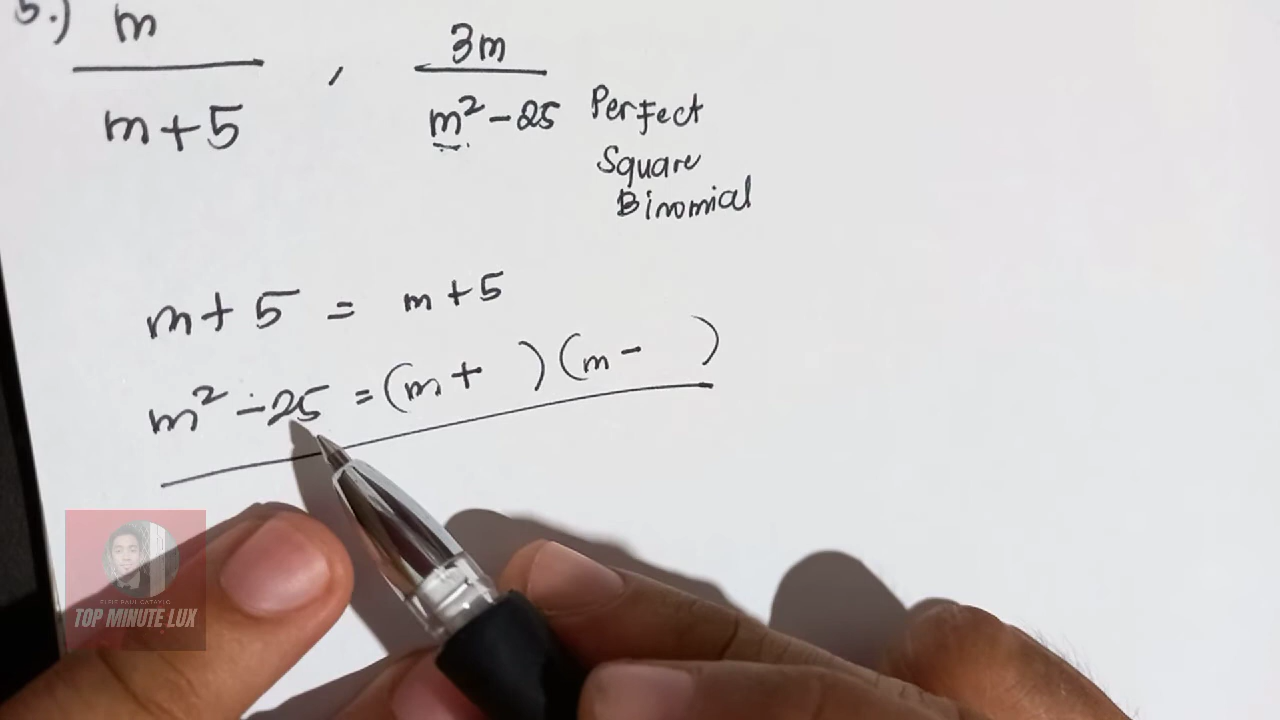 5.) m / m+5 , 3m / m²-25 Perfect
Square
Binomial
m+5 = m+5
m²-25 = (m+ ) (m- )
TOP MINUTE LUX